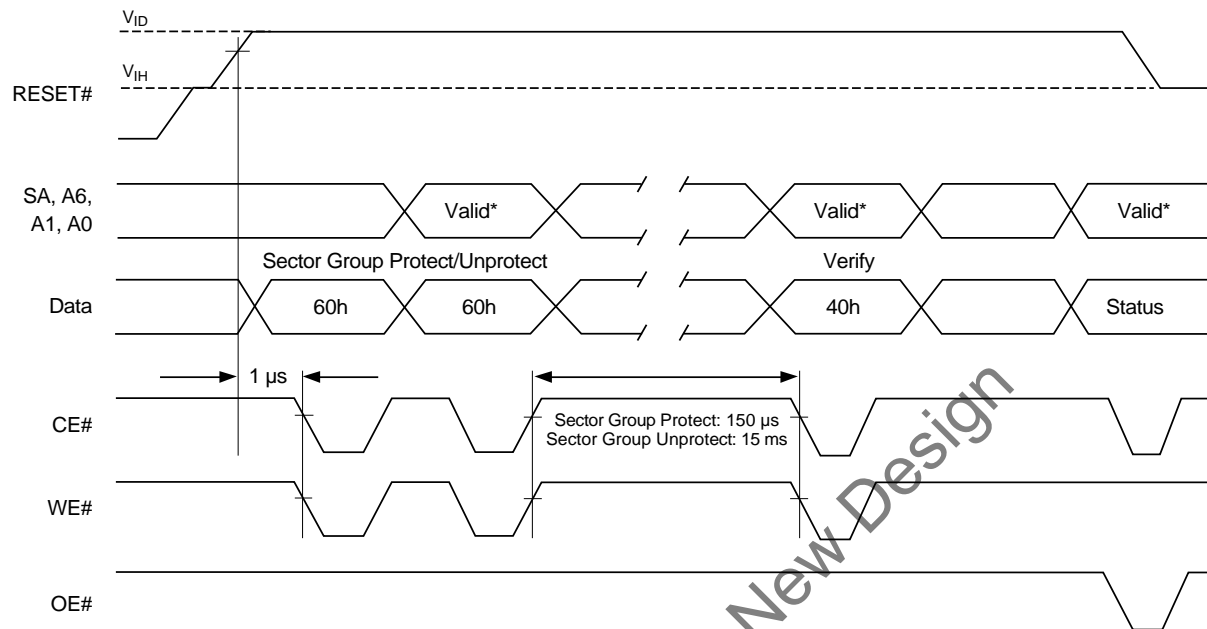 VID
VIH
RESET#
SA, A6,
A1, A0
Valid*
Valid*
Valid*
Sector Group Protect/Unprotect
Verify
Data
60h
60h
40h
Status
1 µs
CE#
Sector Group Protect: 150 µs
Sector Group Unprotect: 15 ms
WE#
OE#
New Design